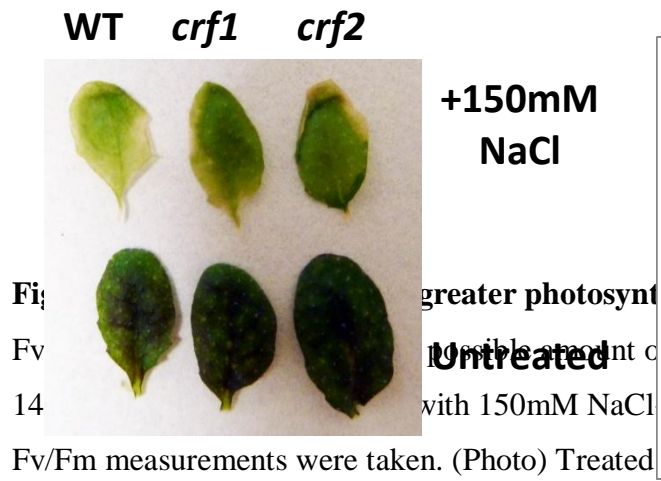 WT crf1 crf2
+150mM
NaCl
greater photosynt
Fv possible amount o
Untreated
14 with 150mM NaCl
Fv/Fm measurements were taken. (Photo) Treated